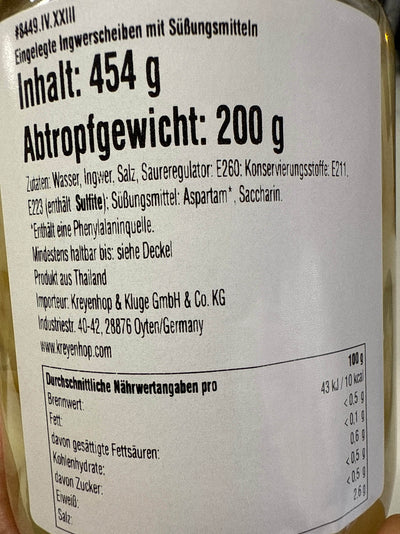 #8449.IV.XXIII
Eingelegte Ingwerscheiben mit Süßungsmitteln
Inhalt: 454 g
Abtropfgewicht: 200 g
Zutaten: Wasser, Ingwer, Salz, Saureregulator: E260; Konservierungsstoffe: E211,
E223 (enthält Sulfite); Süßungsmittel: Aspartam*, Saccharin.
*Enthält eine Phenylalaninquelle.
Mindestens haltbar bis: siehe Deckel
Produkt aus Thailand
Importeur: Kreyenhop & Kluge GmbH & Co. KG
Industriestr. 40-42, 28876 Oyten/Germany
www.kreyenhop.com
Durchschnittliche Nährwertangaben pro 100 g
Brennwert: 43 kJ / 10 kcal
Fett: <0.5 g
davon gesättigte Fettsäuren: <0.1 g
Kohlenhydrate: 0.6 g
davon Zucker: <0.5 g
Eiweiß: <0.5 g
Salz: 2.6 g